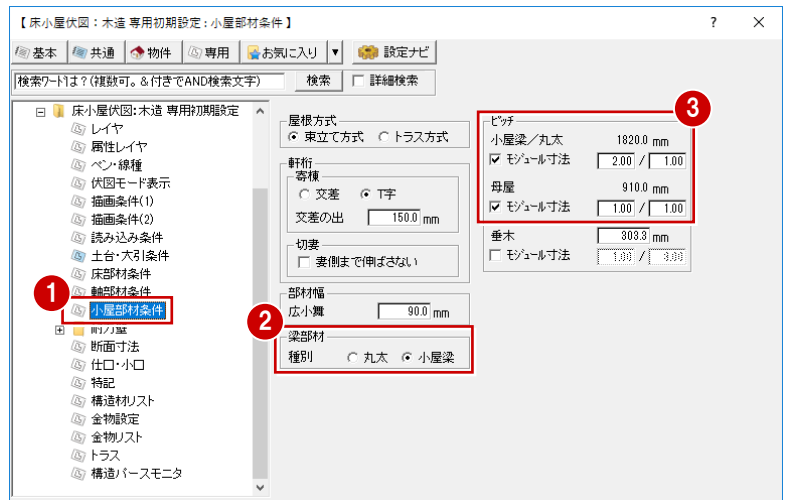 【 床小屋伏図：木造 専用初期設定 : 小屋部材条件 】 ? ×
基本 共通 物件 専用 お気に入り ▼ 設定ナビ
検索ワードは？(複数可。&付きでAND検索文字) 検索 詳細検索
床小屋伏図:木造 専用初期設定
レイヤ
属性レイヤ
ペン・線種
伏図モード表示
描画条件(1)
描画条件(2)
読み込み条件
土台・大引条件
床部材条件
軸部材条件
1
小屋部材条件
耐力壁
断面寸法
仕口・小口
特記
構造材リスト
金物設定
金物リスト
トラス
構造パースモニタ
屋根方式
束立て方式 トラス方式
軒桁
寄棟
交差 T字
交差の出 150.0 mm
切妻
妻側まで伸ばさない
部材幅
広小舞 90.0 mm
2
梁部材
種別 丸太 小屋梁
3
ピッチ
小屋梁／丸太 1820.0 mm
モジュール寸法 2.00 / 1.00
母屋 910.0 mm
モジュール寸法 1.00 / 1.00
垂木 303.3 mm
モジュール寸法 1.00 / 3.00